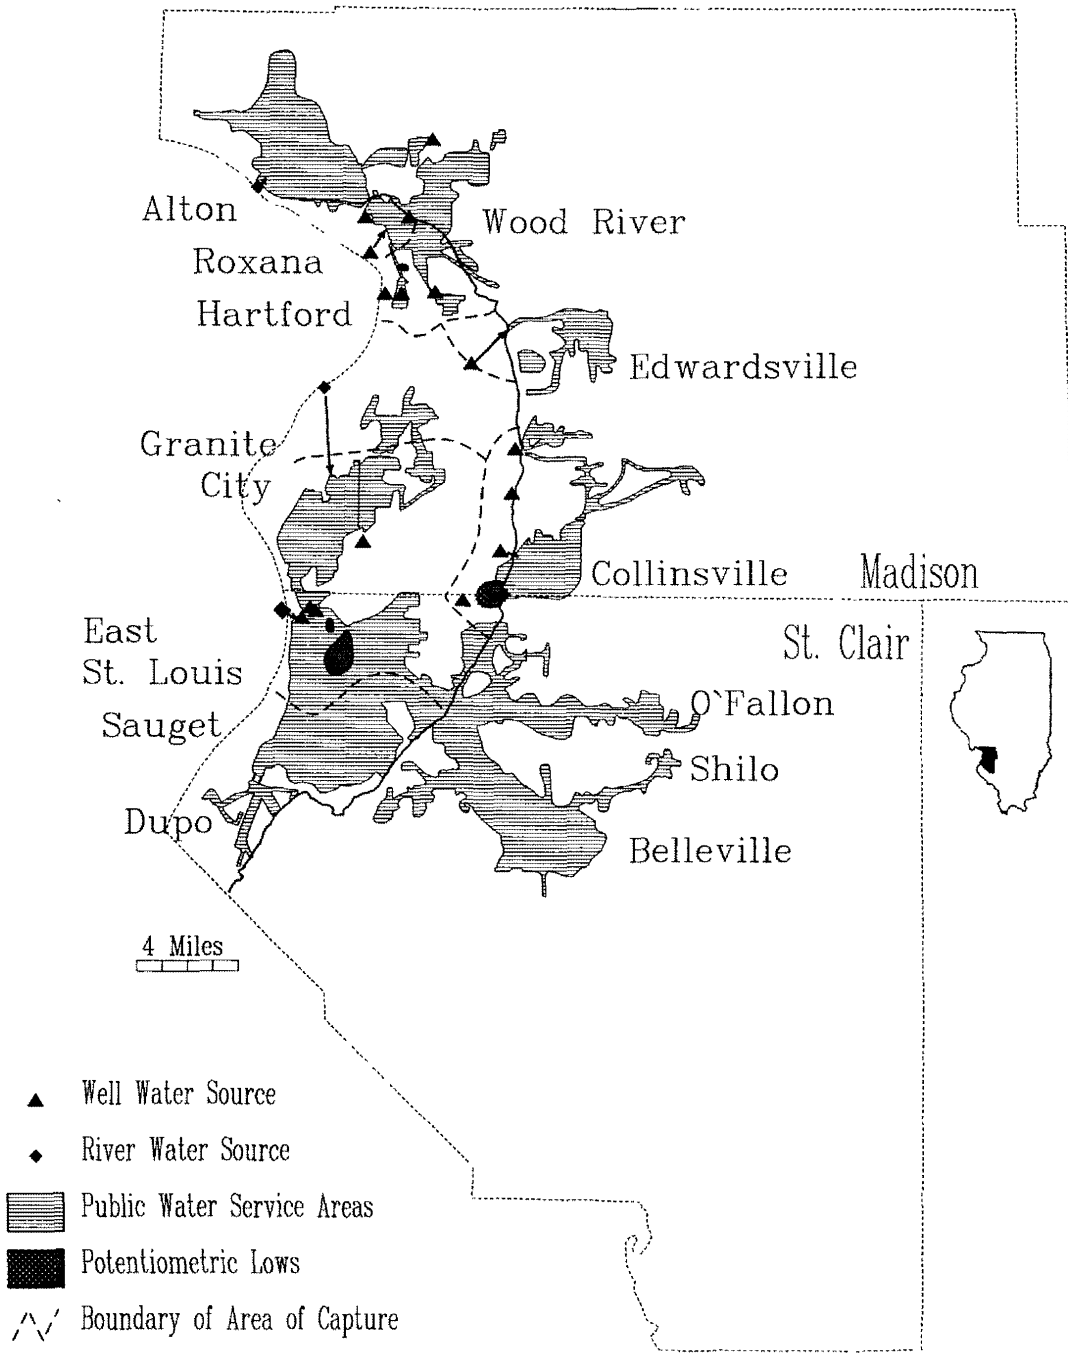 Alton
Wood River
Roxana
Hartford
Edwardsville
Granite
City
Collinsville
Madison
East
St. Louis
St. Clair
Sauget
O`Fallon
Shilo
Dupo
Belleville
4 Miles
Well Water Source
River Water Source
Public Water Service Areas
Potentiometric Lows
Boundary of Area of Capture